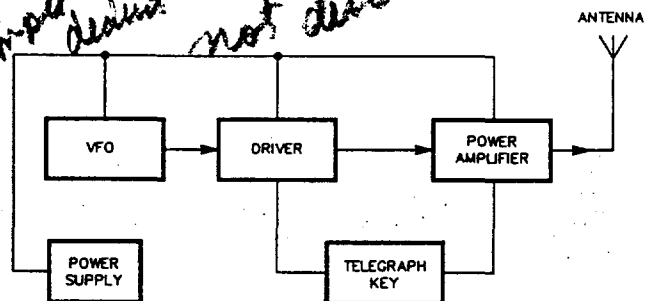 not
ANTENNA
VFO
DRIVER
POWER
AMPLIFIER
POWER
SUPPLY
TELEGRAPH
KEY